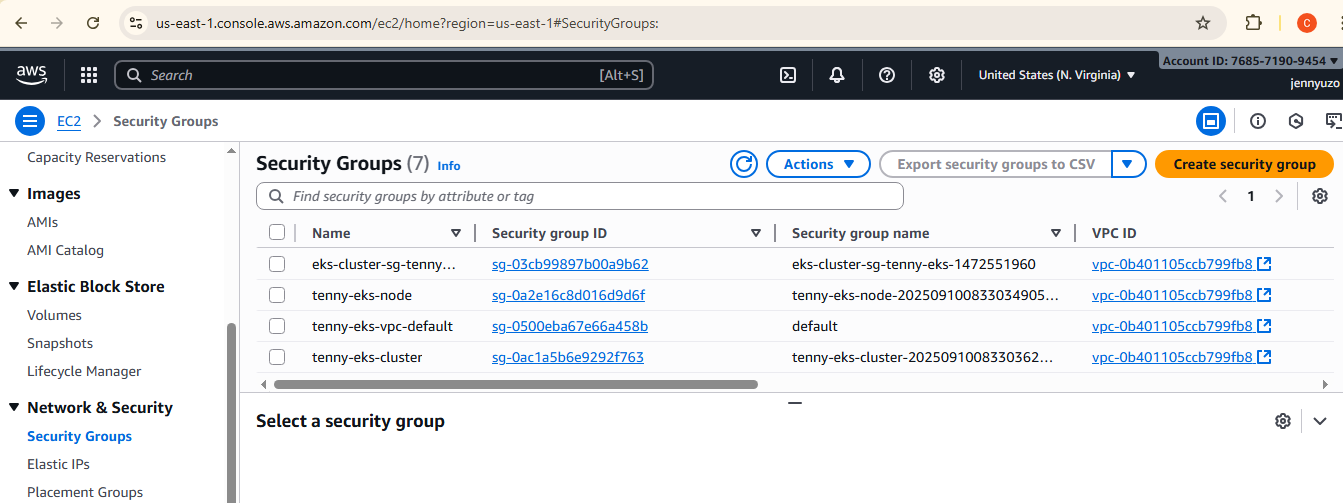 us-east-1.console.aws.amazon.com/ec2/home?region=us-east-1#SecurityGroups:
C
aws
Search [Alt+S]
United States (N. Virginia)
Account ID: 7685-7190-9454
jennyuzo
EC2 > Security Groups
Capacity Reservations
Images
AMIs
AMI Catalog
Elastic Block Store
Volumes
Snapshots
Lifecycle Manager
Network & Security
Security Groups
Elastic IPs
Placement Groups
Security Groups (7) Info
Actions
Export security groups to CSV
Create security group
Find security groups by attribute or tag
1
Name Security group ID Security group name VPC ID
eks-cluster-sg-tenny... sg-03cb99897b00a9b62 eks-cluster-sg-tenny-eks-1472551960 vpc-0b401105ccb799fb8
tenny-eks-node sg-0a2e16c8d016d9d6f tenny-eks-node-202509100833034905... vpc-0b401105ccb799fb8
tenny-eks-vpc-default sg-0500eba67e66a458b default vpc-0b401105ccb799fb8
tenny-eks-cluster sg-0ac1a5b6e9292f763 tenny-eks-cluster-2025091008330362... vpc-0b401105ccb799fb8
Select a security group